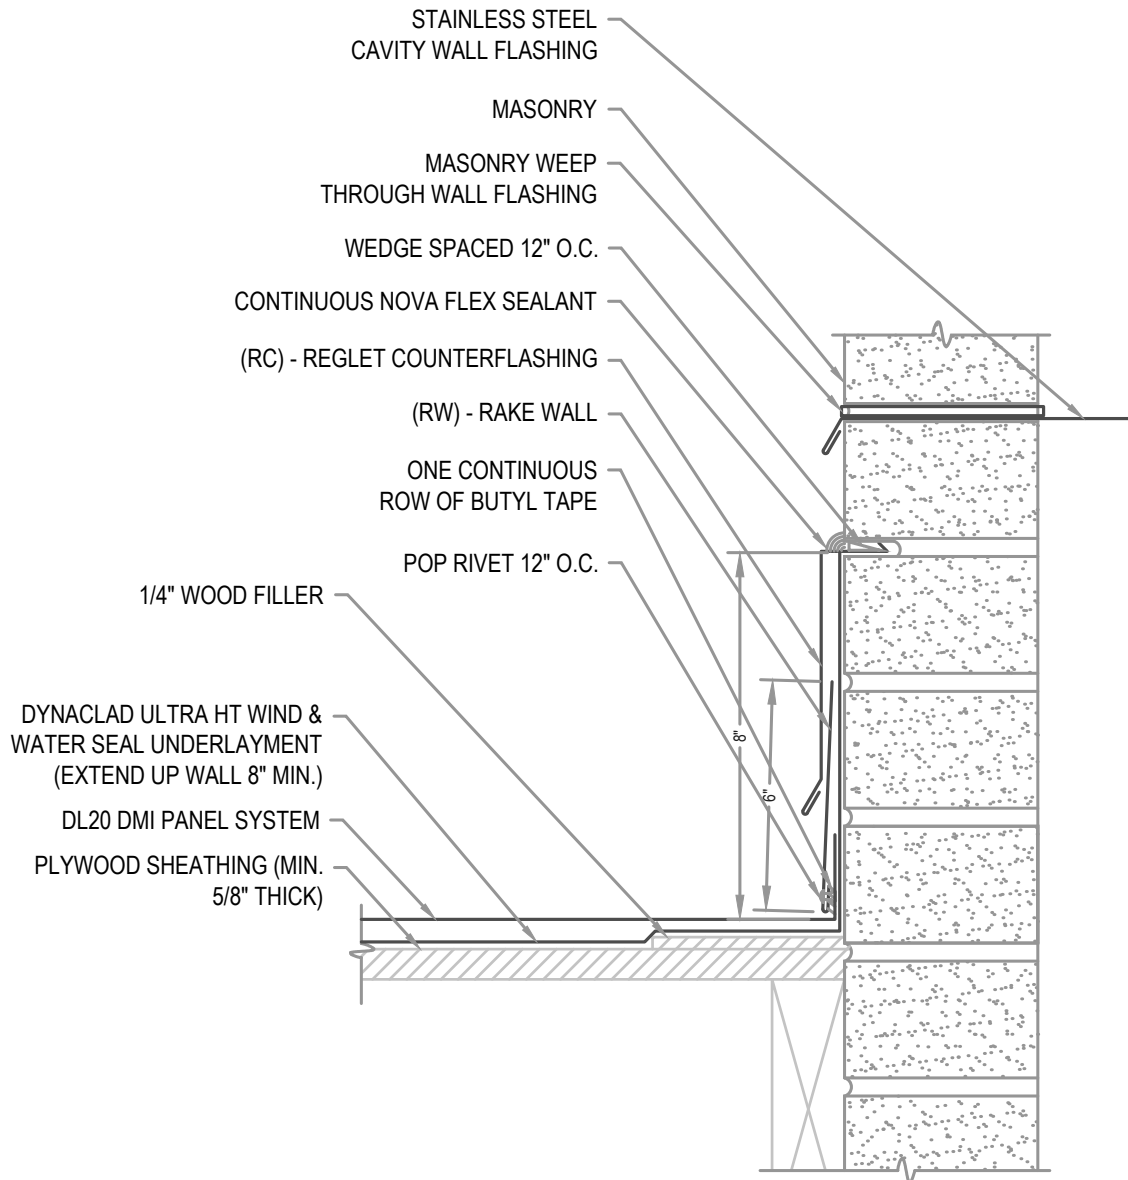 STAINLESS STEEL
CAVITY WALL FLASHING
MASONRY
MASONRY WEEP
THROUGH WALL FLASHING
WEDGE SPACED 12" O.C.
CONTINUOUS NOVA FLEX SEALANT
(RC) - REGLET COUNTERFLASHING
(RW) - RAKE WALL
ONE CONTINUOUS
ROW OF BUTYL TAPE
POP RIVET 12" O.C.
1/4" WOOD FILLER
DYNACLAD ULTRA HT WIND &
WATER SEAL UNDERLAYMENT
(EXTEND UP WALL 8" MIN.)
DL20 DMI PANEL SYSTEM
PLYWOOD SHEATHING (MIN.
5/8" THICK)
8"
6"